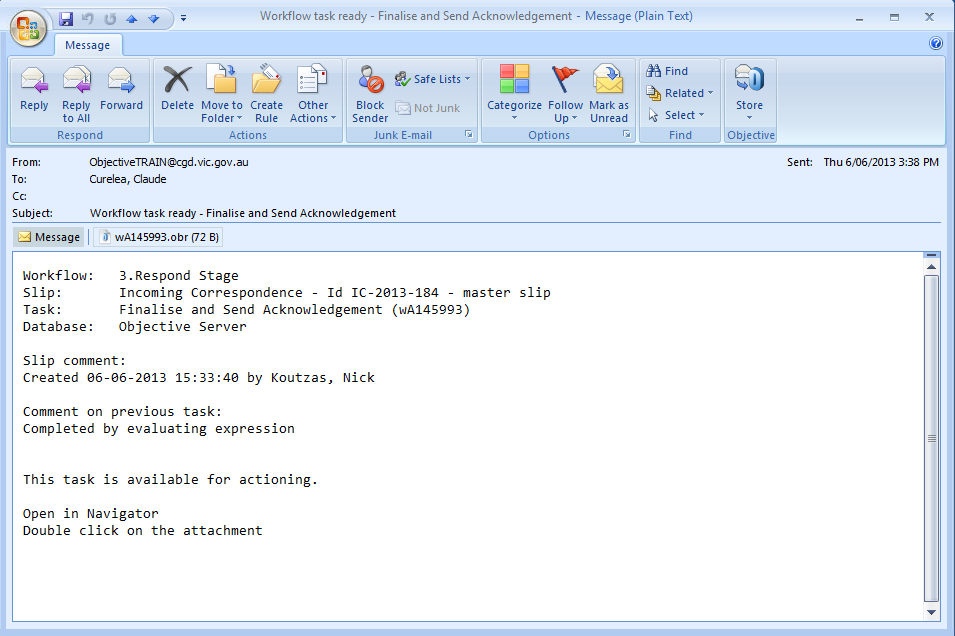 Workflow task ready - Finalise and Send Acknowledgement - Message (Plain Text)
Message
Reply
Reply to All
Forward
Respond
Delete
Move to Folder
Create Rule
Other Actions
Actions
Block Sender
Safe Lists
Not Junk
Junk E-mail
Categorize
Follow Up
Mark as Unread
Options
Find
Related
Select
Find
Store
Objective
From: ObjectiveTRAIN@cgd.vic.gov.au Sent: Thu 6/06/2013 3:38 PM
To: Curelea, Claude
Cc:
Subject: Workflow task ready - Finalise and Send Acknowledgement
Message wA145993.obr (72 B)
Workflow: 3.Respond Stage
Slip: Incoming Correspondence - Id IC-2013-184 - master slip
Task: Finalise and Send Acknowledgement (wA145993)
Database: Objective Server
Slip comment:
Created 06-06-2013 15:33:40 by Koutzas, Nick
Comment on previous task:
Completed by evaluating expression
This task is available for actioning.
Open in Navigator
Double click on the attachment